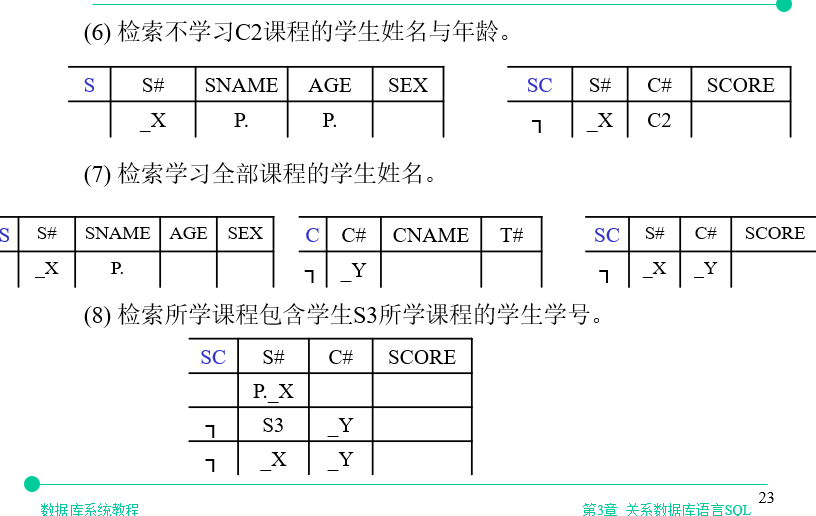 (6) 检索不学习C2课程的学生姓名与年龄。
S S# SNAME AGE SEX SC S# C# SCORE
_X P. P. ┐ _X C2
(7) 检索学习全部课程的学生姓名。
S S# SNAME AGE SEX C C# CNAME T# SC S# C# SCORE
_X P. ┐ _Y ┐ _X _Y
(8) 检索所学课程包含学生S3所学课程的学生学号。
SC S# C# SCORE
P._X
┐ S3 _Y
┐ _X _Y
数据库系统教程 第3章 关系数据库语言SQL 23